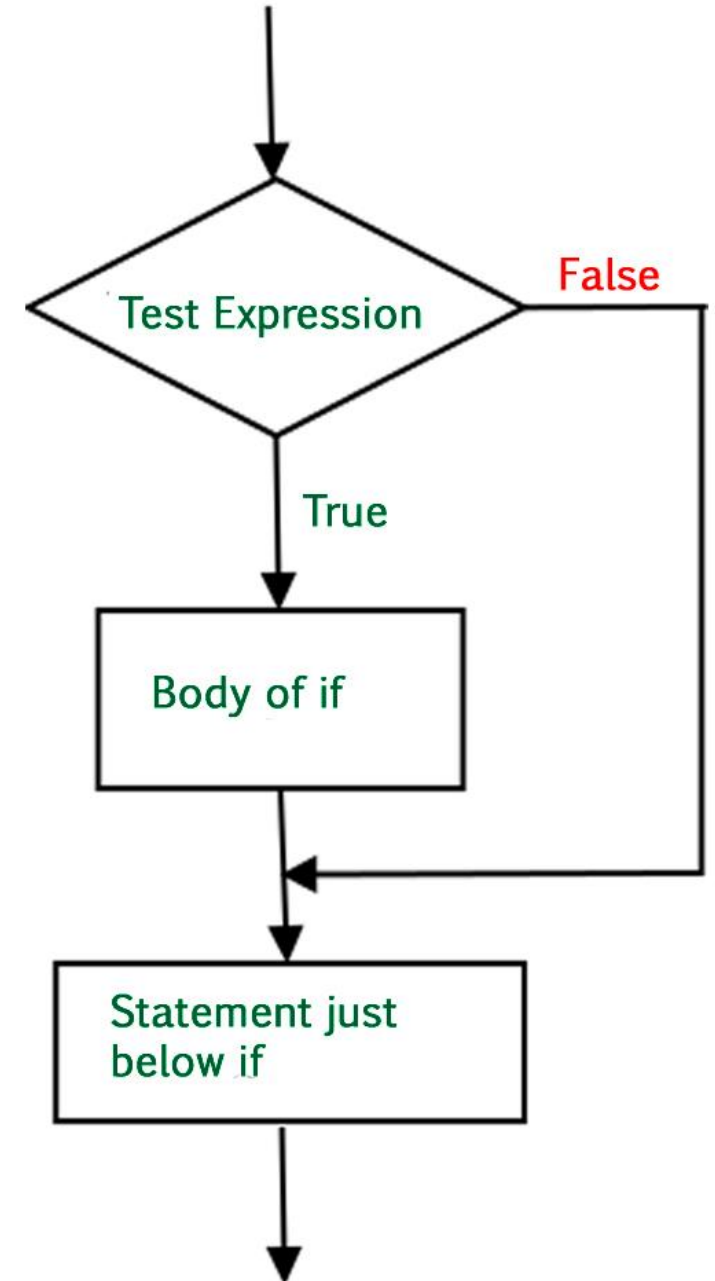 False
Test Expression
True
Body of if
Statement just
below if